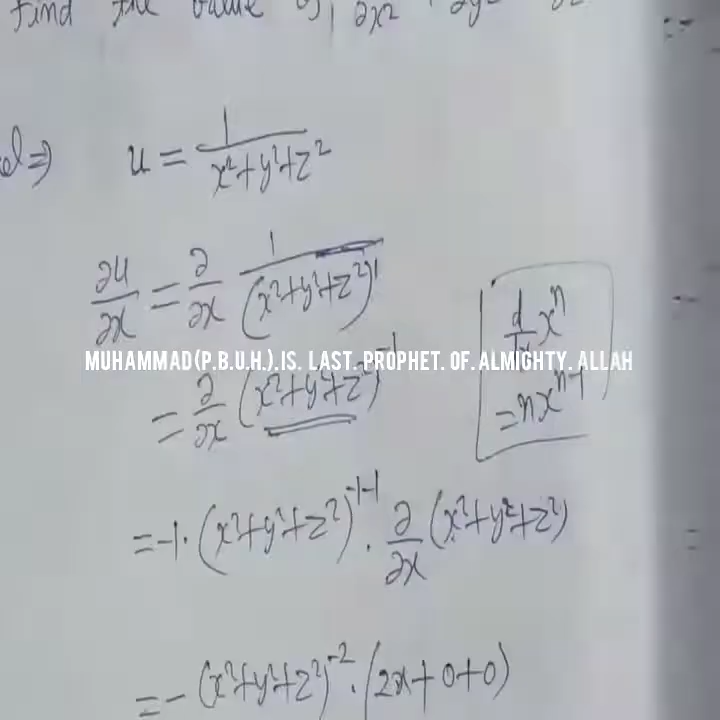 find the value of, ∂x²
u = 1/(x²+y²+z²)
∂u/∂x = ∂/∂x 1/(x²+y²+z²)¹
d/dx xⁿ
MUHAMMAD(P.B.U.H.).IS. LAST. PROPHET. OF. ALMIGHTY. ALLAH
= ∂/∂x (x²+y²+z²)⁻¹
= nxⁿ⁻¹
= -1·(x²+y²+z²)⁻¹⁻¹ · ∂/∂x (x²+y²+z²)
= -(x²+y²+z²)⁻² · (2x+0+0)